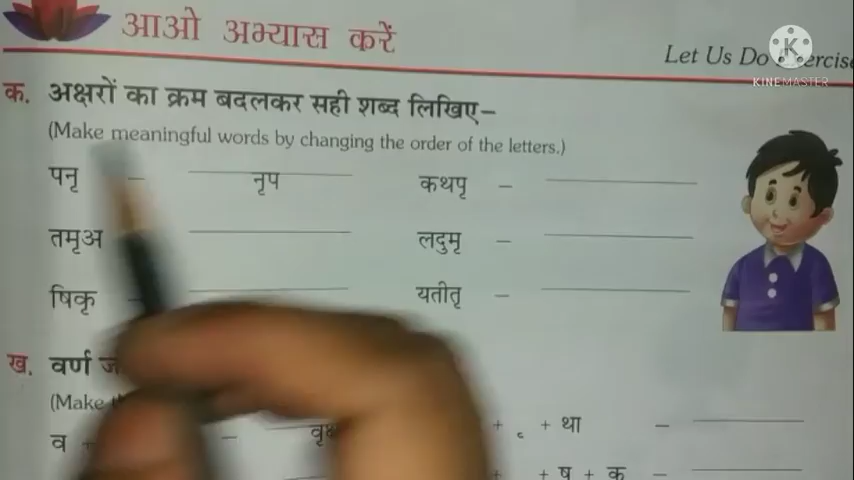 आओ अभ्यास करें
Let Us Do
KINEMASTER
क. अक्षरों का क्रम बदलकर सही शब्द लिखिए–
(Make meaningful words by changing the order of the letters.)
पनृ – नृप कथपृ –
तमृअ लदुमृ –
षिकृ – यतीतृ –
ख. वर्ण
(Make
व + – + ृ + था –
+ ष + क –